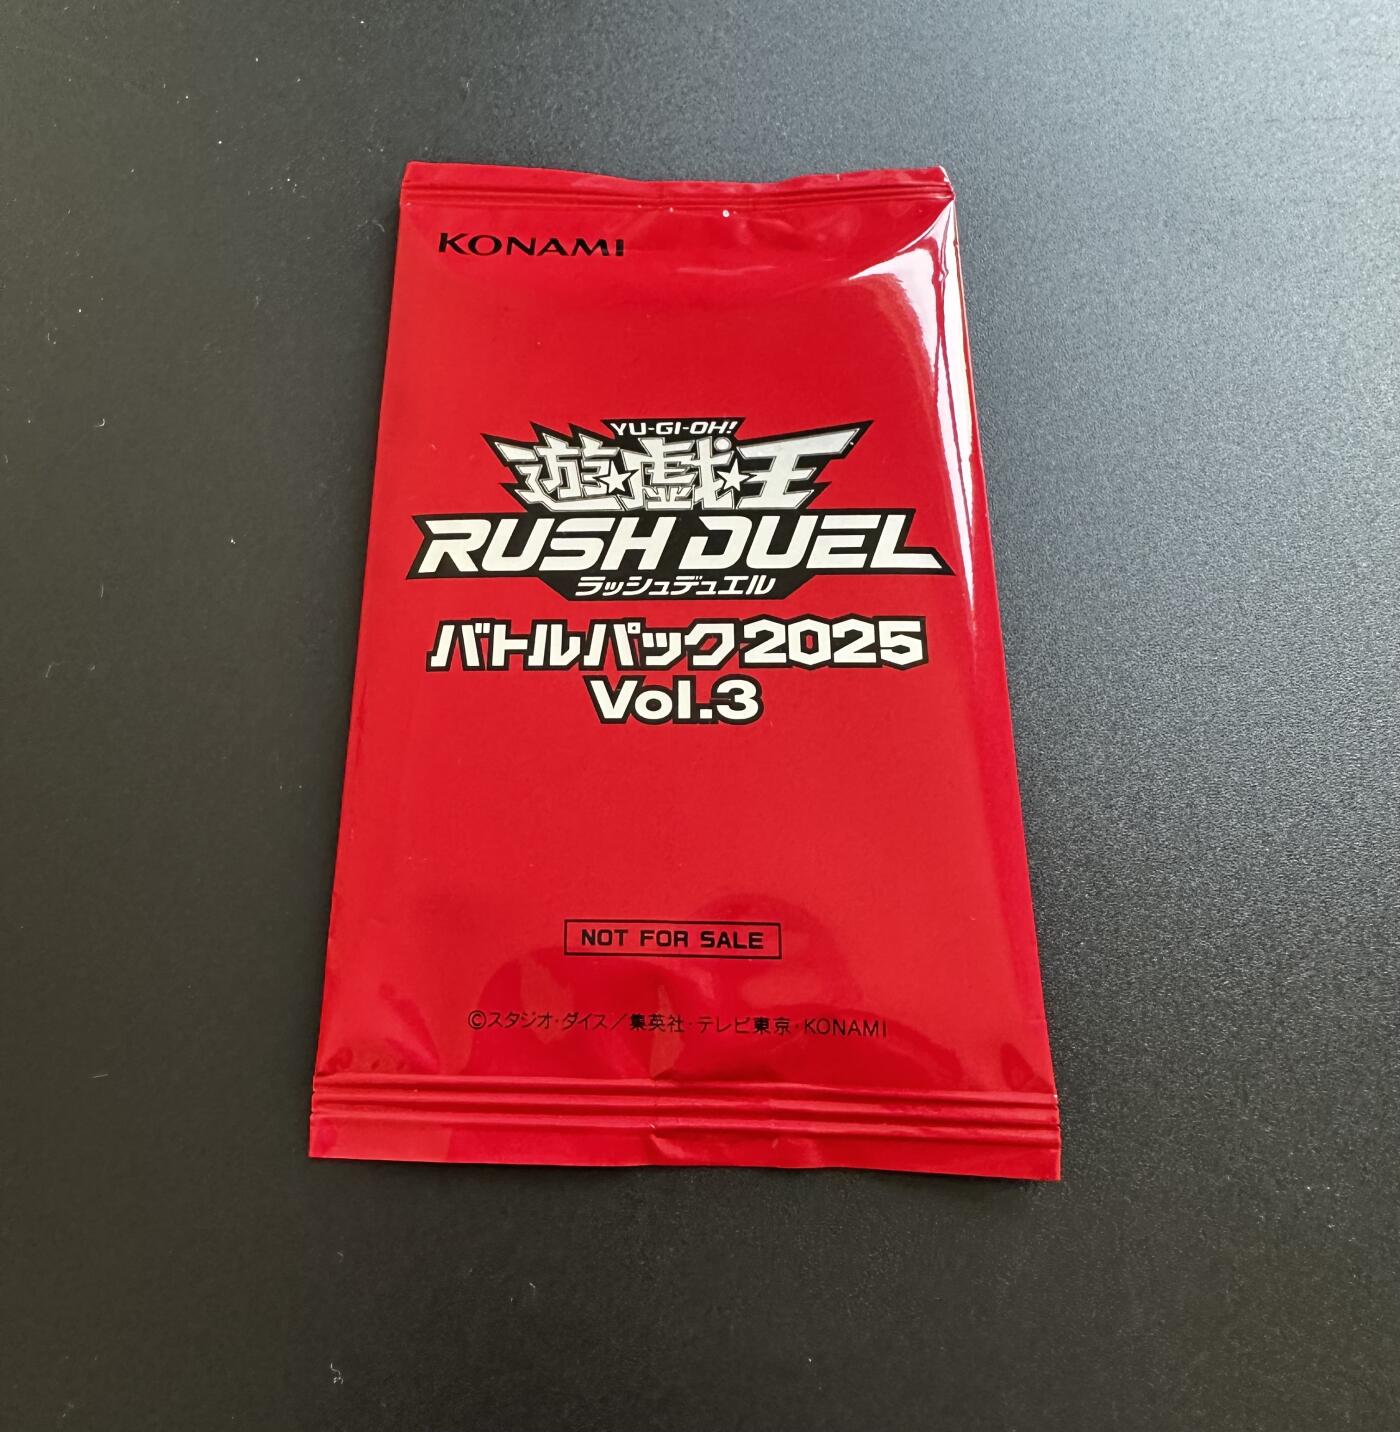 KONAMI
YU-GI-OH!
遊☆戯☆王
RUSH DUEL
ラッシュデュエル
バトルパック2025
Vol.3
NOT FOR SALE
©スタジオ・ダイス／集英社・テレビ東京・KONAMI